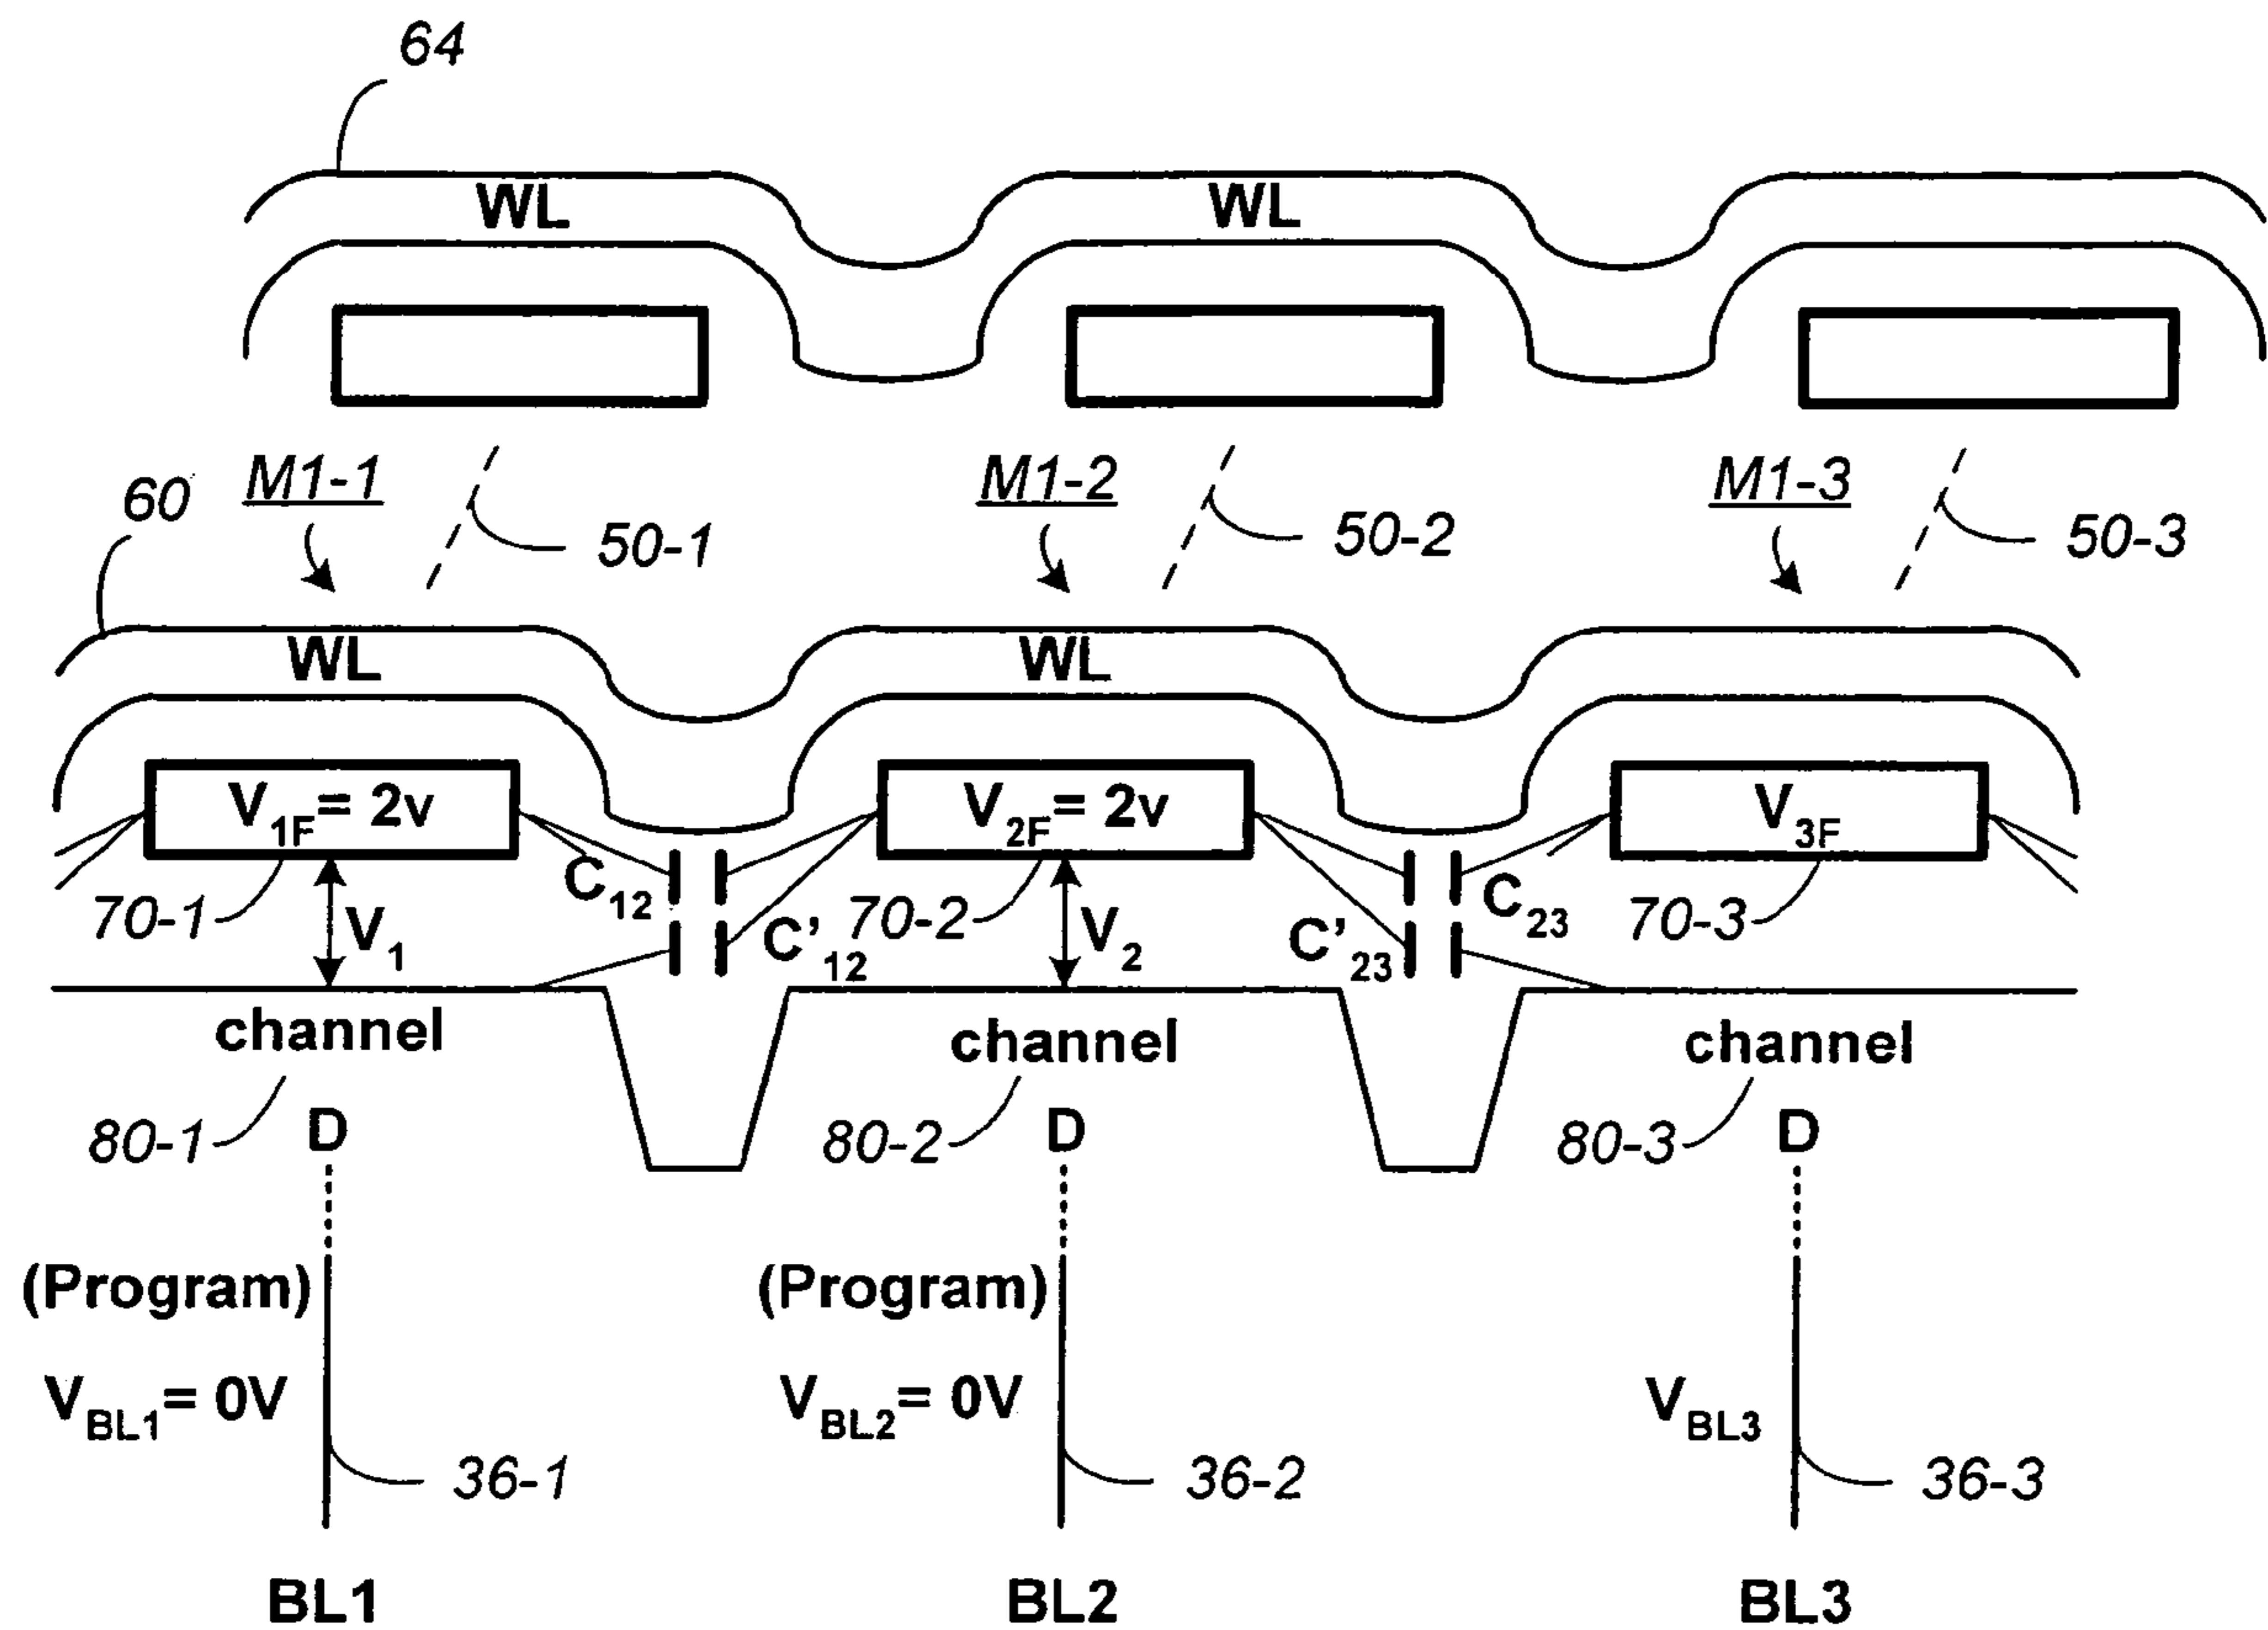 64
WL WL
60 M1-1 50-1 M1-2 50-2 M1-3 50-3
WL WL
V1F= 2v V2F= 2v V3F
C12 C23
70-1 V1 C'12 70-2 V2 C'23 70-3
channel channel channel
80-1 D 80-2 D 80-3 D
(Program) (Program)
VBL1= 0V VBL2= 0V VBL3
36-1 36-2 36-3
BL1 BL2 BL3